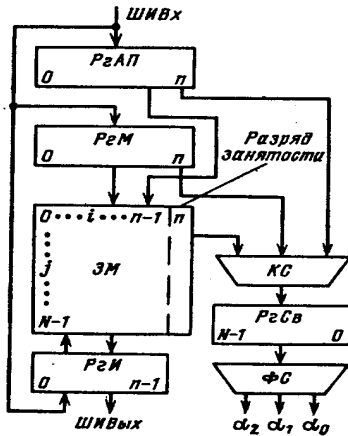 ШИВх
РгАП
0 n
РгМ
0 n
Разряд
занятости
0 • • • i • • • n-1 n
ЗМ
j
N-1
КС
РгСв
N-1 0
РгИ
0 n-1
ФС
ШИВых
α₂ α₁ α₀